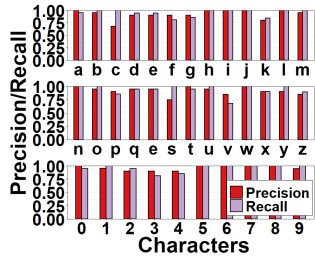 1.00
0.75
0.50
0.25
0.00
a b c d e f g h i j k l m
1.00
0.75
0.50
0.25
0.00
n o p q e s t u v w x y z
1.00
0.75
0.50
0.25
0.00
0 1 2 3 4 5 6 7 8 9
Precision
Recall
Precision/Recall
Characters